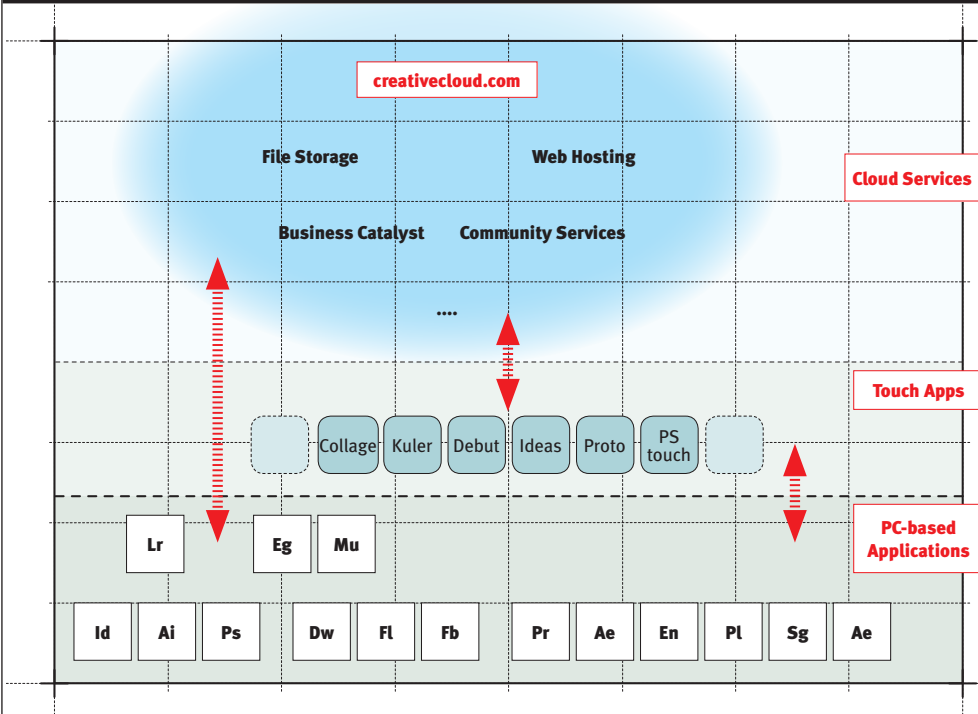 creativecloud.com
File Storage
Web Hosting
Cloud Services
Business Catalyst
Community Services
....
Touch Apps
Collage
Kuler
Debut
Ideas
Proto
PS
touch
PC-based
Applications
Lr
Eg
Mu
Id
Ai
Ps
Dw
Fl
Fb
Pr
Ae
En
Pl
Sg
Ae